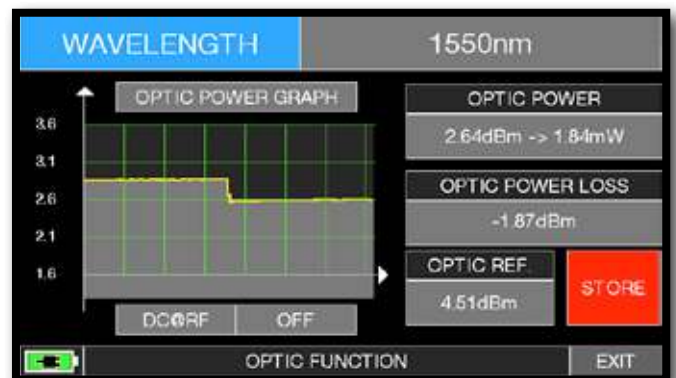 WAVELENGTH 1550nm
OPTIC POWER GRAPH
3.6
3.1
2.6
2.1
1.6
DC@RF OFF
OPTIC POWER
2.64dBm -> 1.84mW
OPTIC POWER LOSS
-1.87dBm
OPTIC REF.
4.51dBm
STORE
OPTIC FUNCTION EXIT